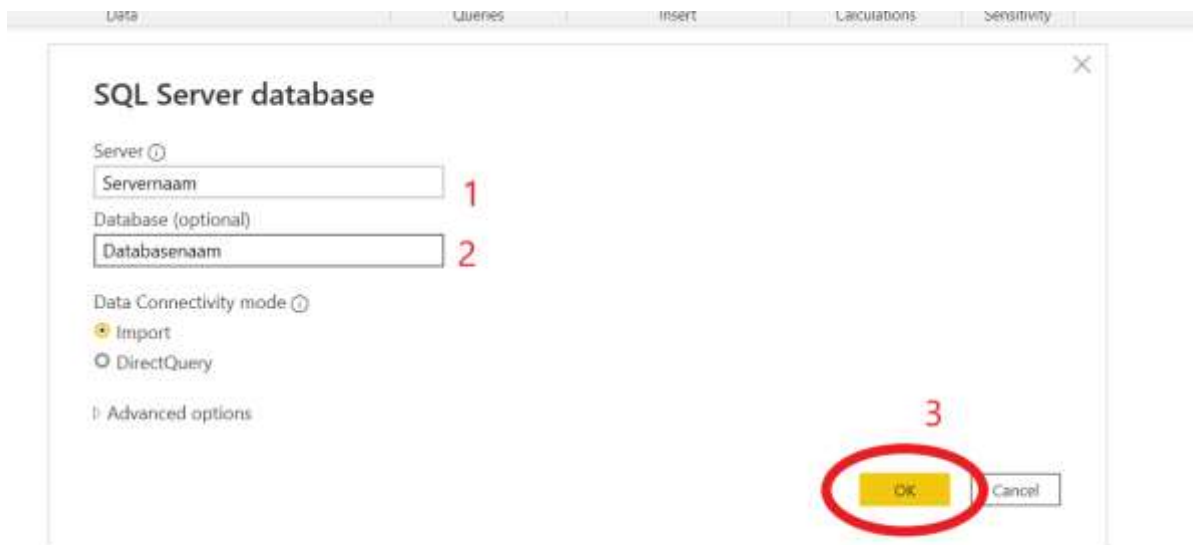 Data Queries Insert Calculations Sensitivity
SQL Server database
Server
Servernaam
1
Database (optional)
Databasenaam
2
Data Connectivity mode
Import
DirectQuery
Advanced options
3
OK Cancel